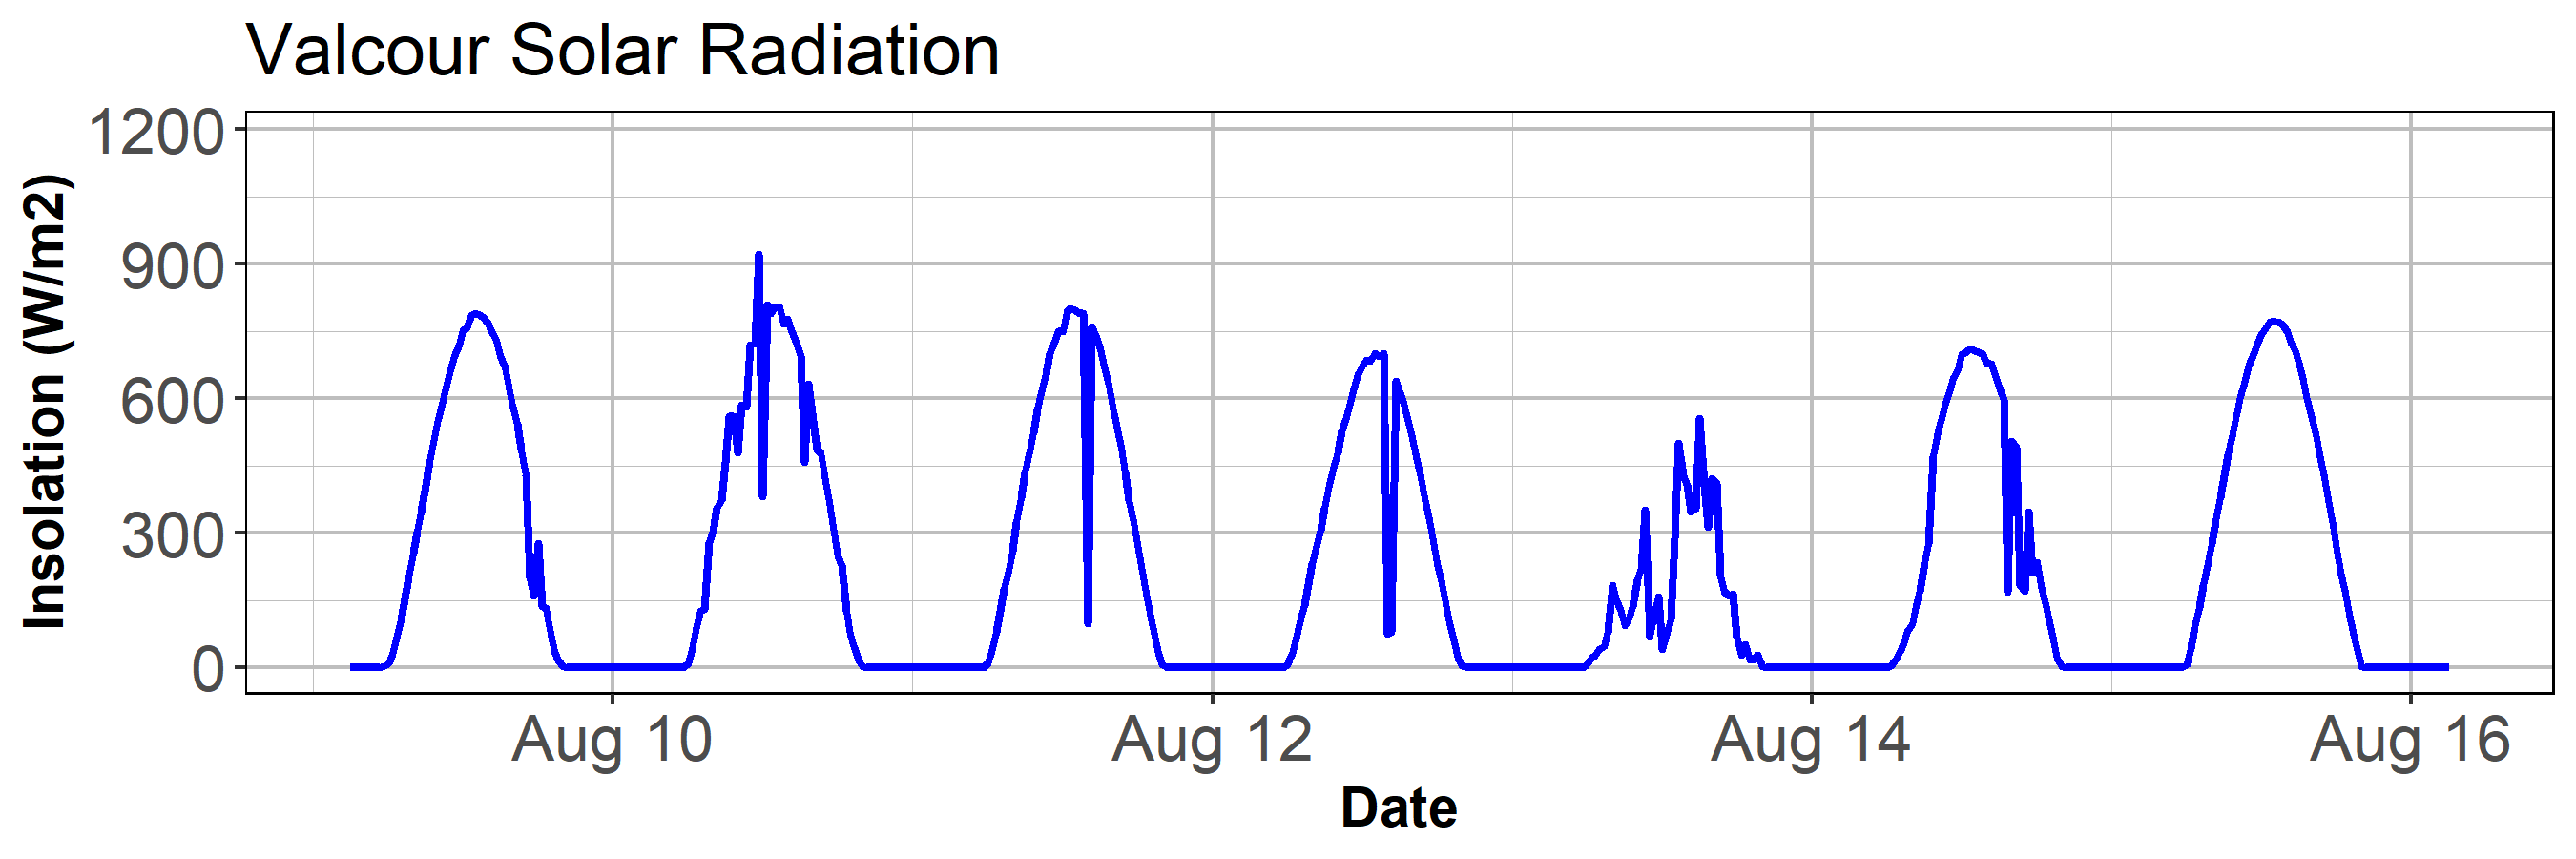 Valcour Solar Radiation
1200
900
600
300
0
Insolation (W/m2)
Aug 10 Aug 12 Aug 14 Aug 16
Date